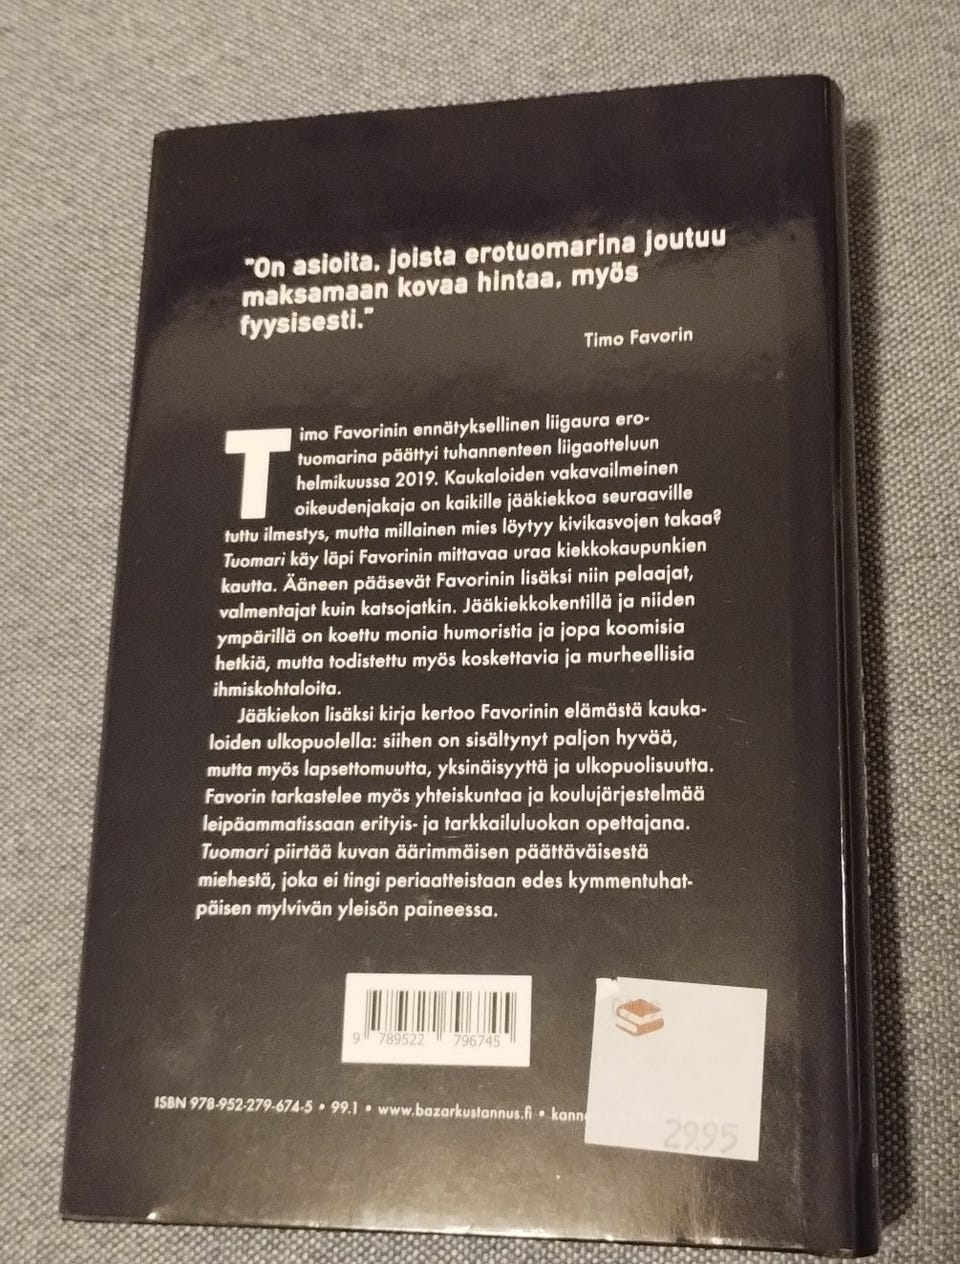 "On asioita, joista erotuomarina joutuu
maksamaan kovaa hintaa, myös
fyysisesti."
Timo Favorin
Timo Favorinin ennätyksellinen liigaura ero-
tuomarina päättyi tuhannenteen liigaotteluun
helmikuussa 2019. Kaukaloiden vakavailmeinen
oikeudenjakaja on kaikille jääkiekkoa seuraaville
tuttu ilmestys, mutta millainen mies löytyy kivikasvojen takaa?
Tuomari käy läpi Favorinin mittavaa uraa kiekkokaupunkien
kautta. Ääneen pääsevät Favorinin lisäksi niin pelaajat,
valmentajat kuin katsojatkin. Jääkiekkokentillä ja niiden
ympärillä on koettu monia humoristia ja jopa koomisia
hetkiä, mutta todistettu myös koskettavia ja murheellisia
ihmiskohtaloita.
Jääkiekon lisäksi kirja kertoo Favorinin elämästä kauka-
loiden ulkopuolella: siihen on sisältynyt paljon hyvää,
mutta myös lapsettomuutta, yksinäisyyttä ja ulkopuolisuutta.
Favorin tarkastelee myös yhteiskuntaa ja koulujärjestelmää
leipäammatissaan erityis- ja tarkkailuluokan opettajana.
Tuomari piirtää kuvan äärimmäisen päättäväisestä
miehestä, joka ei tingi periaatteistaan edes kymmentuhat-
päisen mylvivän yleisön paineessa.
9 789522 796745
ISBN 978-952-279-674-5 • 99.1 • www.bazarkustannus.fi •
29.95